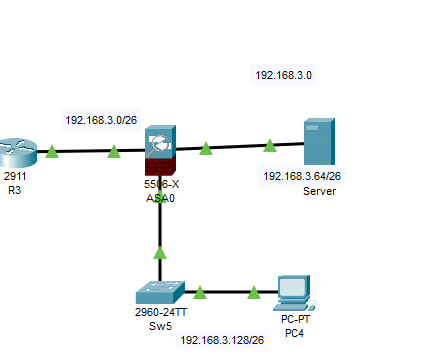 192.168.3.0
192.168.3.0/26
2911
R3
5506-X
ASA0
192.168.3.64/26
Server
2960-24TT
Sw5
PC-PT
PC4
192.168.3.128/26